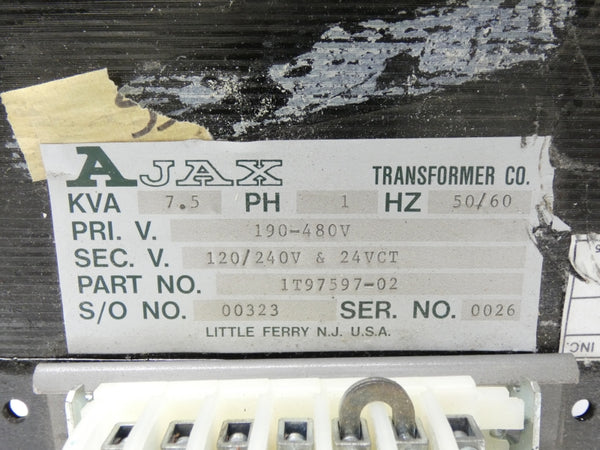 AJAX TRANSFORMER CO.
KVA 7.5 PH 1 HZ 50/60
PRI. V. 190-480V
SEC. V. 120/240V & 24VCT
PART NO. 1T97597-02
S/O NO. 00323 SER. NO. 0026
LITTLE FERRY N.J. U.S.A.
INC.